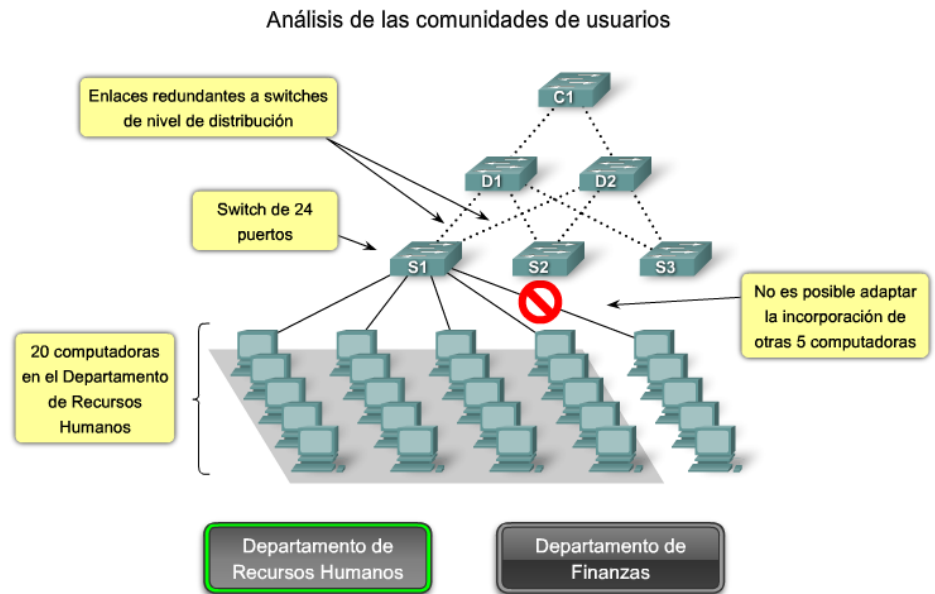 Análisis de las comunidades de usuarios
Enlaces redundantes a switches
de nivel de distribución
C1
D1
D2
Switch de 24
puertos
S1
S2
S3
No es posible adaptar
la incorporación de
otras 5 computadoras
20 computadoras
en el Departamento
de Recursos
Humanos
Departamento de
Recursos Humanos
Departamento de
Finanzas